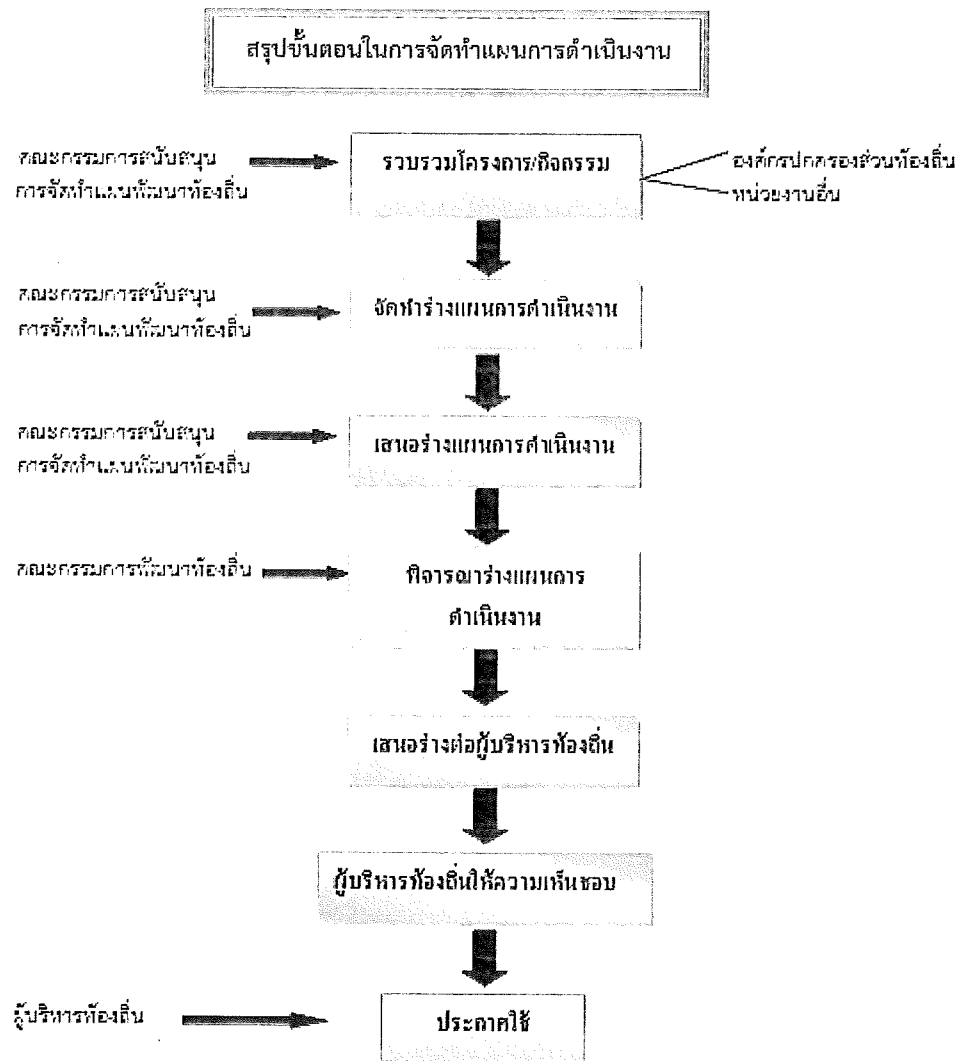 สรุปขั้นตอนในการจัดทำแผนการดำเนินงาน
คณะกรรมการสนับสนุน
การจัดทำแผนพัฒนาท้องถิ่น
รวบรวมโครงการ/กิจกรรม
องค์กรปกครองส่วนท้องถิ่น
หน่วยงานอื่น
คณะกรรมการสนับสนุน
การจัดทำแผนพัฒนาท้องถิ่น
จัดทำร่างแผนการดำเนินงาน
คณะกรรมการสนับสนุน
การจัดทำแผนพัฒนาท้องถิ่น
เสนอร่างแผนการดำเนินงาน
คณะกรรมการพัฒนาท้องถิ่น
พิจารณาร่างแผนการ
ดำเนินงาน
เสนอร่างต่อผู้บริหารท้องถิ่น
ผู้บริหารท้องถิ่นให้ความเห็นชอบ
ผู้บริหารท้องถิ่น
ประกาศใช้